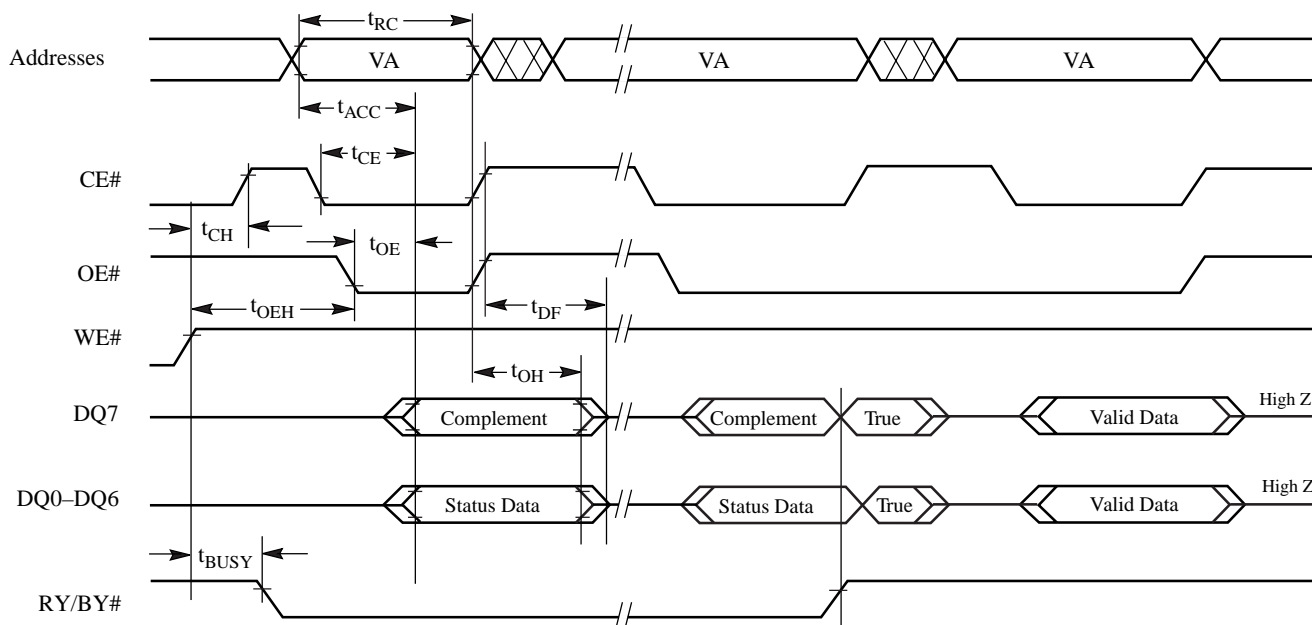 tRC
Addresses VA VA VA
tACC
tCE
CE#
tCH tOE
OE#
tOEH tDF
WE#
tOH
DQ7 Complement Complement True Valid Data High Z
DQ0–DQ6 Status Data Status Data True Valid Data High Z
tBUSY
RY/BY#